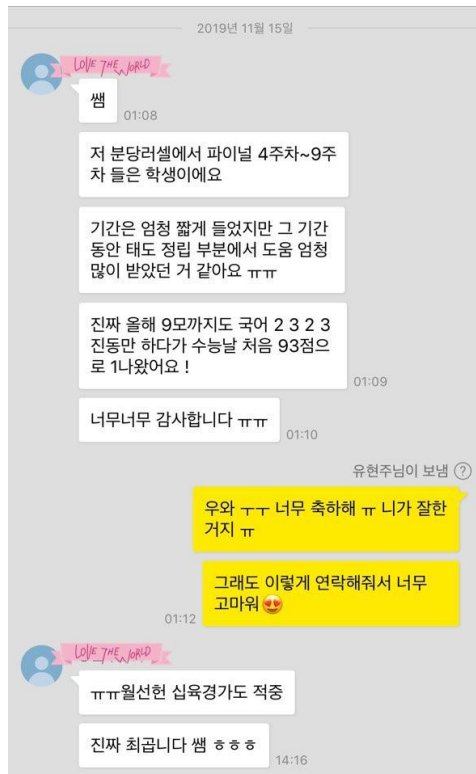 2019년 11월 15일
LOVE THE WORLD
쌤
01:08
저 분당러셀에서 파이널 4주차~9주
차 들은 학생이에요
기간은 엄청 짧게 들었지만 그 기간
동안 태도 정립 부분에서 도움 엄청
많이 받았던 거 같아요 ㅠㅠ
진짜 올해 9모까지도 국어 2 3 2 3
진동만 하다가 수능날 처음 93점으
로 1나왔어요 !
01:09
너무너무 감사합니다 ㅠㅠ
01:10
유현주님이 보냄 ?
우와 ㅜㅜ 너무 축하해 ㅠ 니가 잘한
거지 ㅠ
그래도 이렇게 연락해줘서 너무
고마워😍
01:12
LOVE THE WORLD
ㅠㅠ월선헌 십육경가도 적중
진짜 최곱니다 쌤 ㅎㅎㅎ
14:16